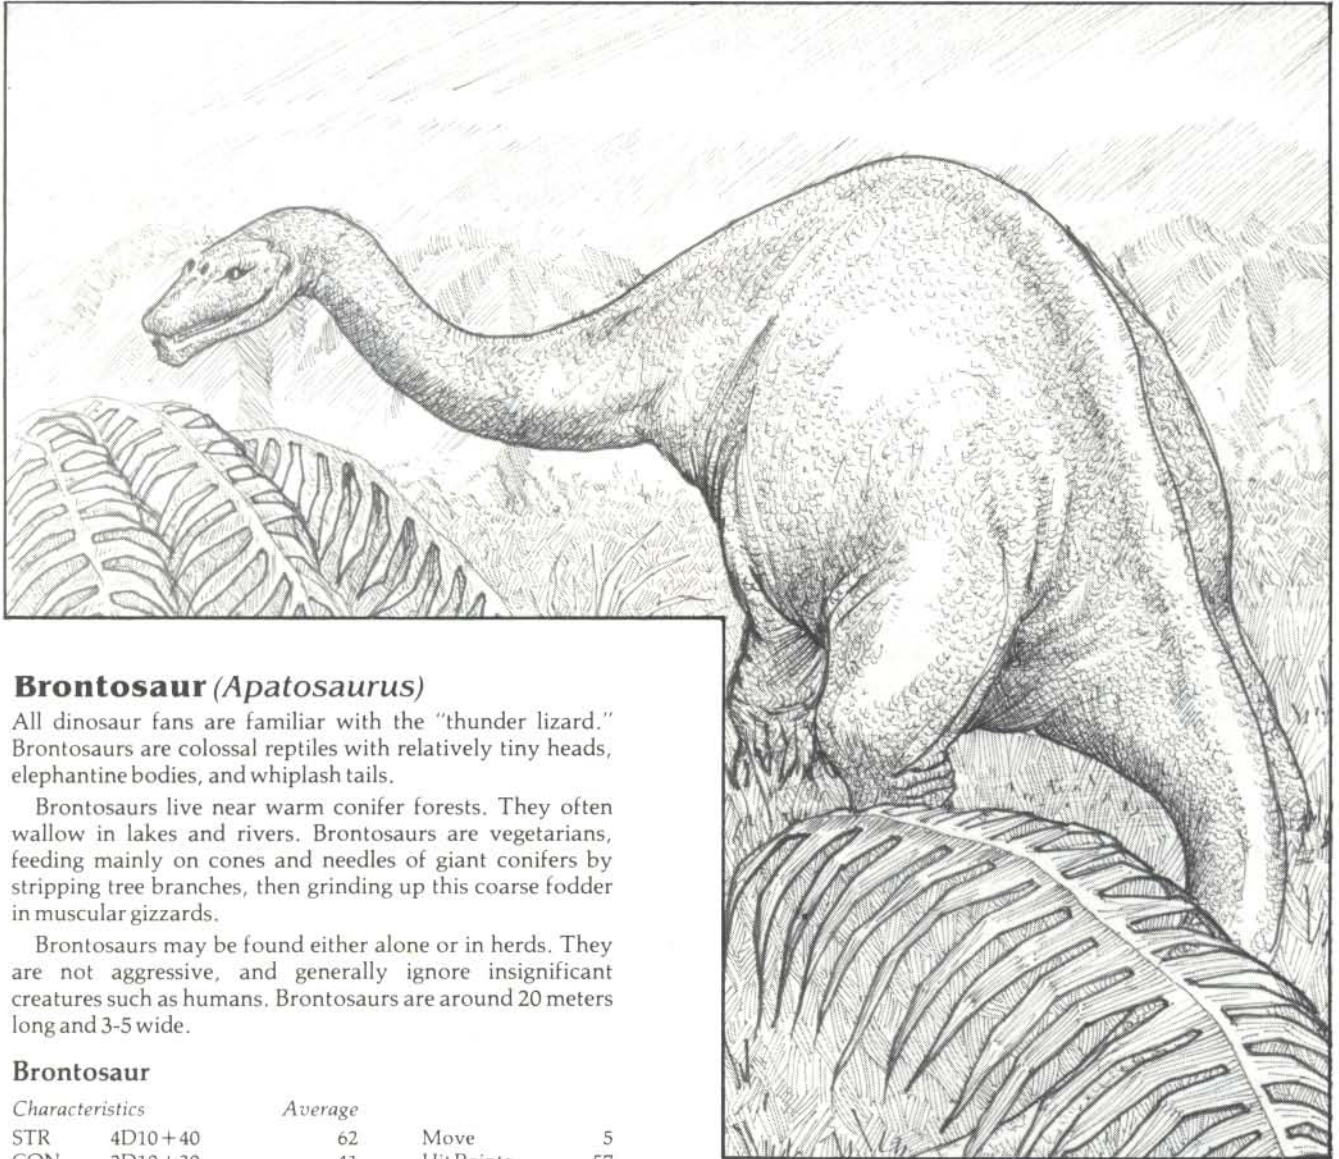 Brontosaur (Apatosaurus)
All dinosaur fans are familiar with the "thunder lizard."
Brontosaurs are colossal reptiles with relatively tiny heads,
elephantine bodies, and whiplash tails.
Brontosaurs live near warm conifer forests. They often
wallow in lakes and rivers. Brontosaurs are vegetarians,
feeding mainly on cones and needles of giant conifers by
stripping tree branches, then grinding up this coarse fodder
in muscular gizzards.
Brontosaurs may be found either alone or in herds. They
are not aggressive, and generally ignore insignificant
creatures such as humans. Brontosaurs are around 20 meters
long and 3-5 wide.
Brontosaur
Characteristics Average
STR 4D10+40 62 Move 5